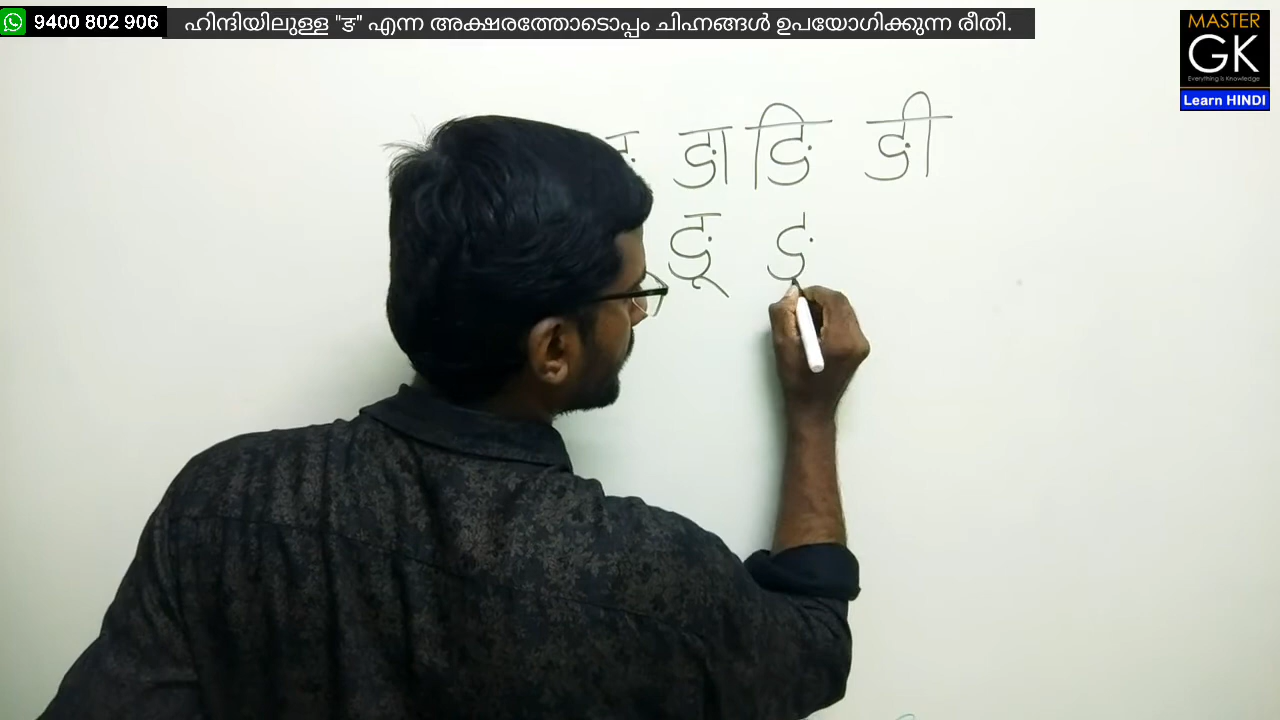 9400 802 906 ഹിന്ദിയിലുള്ള "ङ" എന്ന അക്ഷരത്തോടൊപ്പം ചിഹ്നങ്ങൾ ഉപയോഗിക്കുന്ന രീതി.
MASTER
GK
Everything is Knowledge
Learn HINDI
ङा ङि ङी
ङू